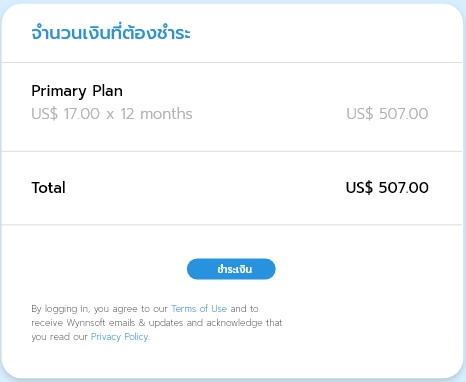 จำนวนเงินที่ต้องชำระ
Primary Plan
US$ 17.00 x 12 months US$ 507.00
Total US$ 507.00
ชำระเงิน
By logging in, you agree to our Terms of Use and to
receive Wynnsoft emails & updates and acknowledge that
you read our Privacy Policy.